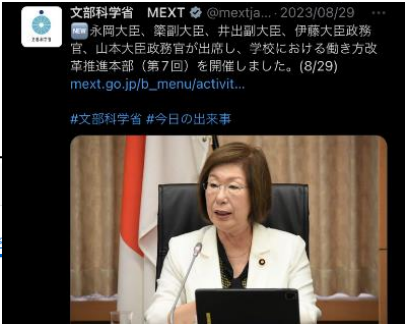 文部科学省 MEXT @mextja... · 2023/08/29 ...
NEW 永岡大臣、簗副大臣、井出副大臣、伊藤大臣政務
官、山本大臣政務官が出席し、学校における働き方改
革推進本部（第7回）を開催しました。(8/29)
mext.go.jp/b_menu/activit...
#文部科学省 #今日の出来事